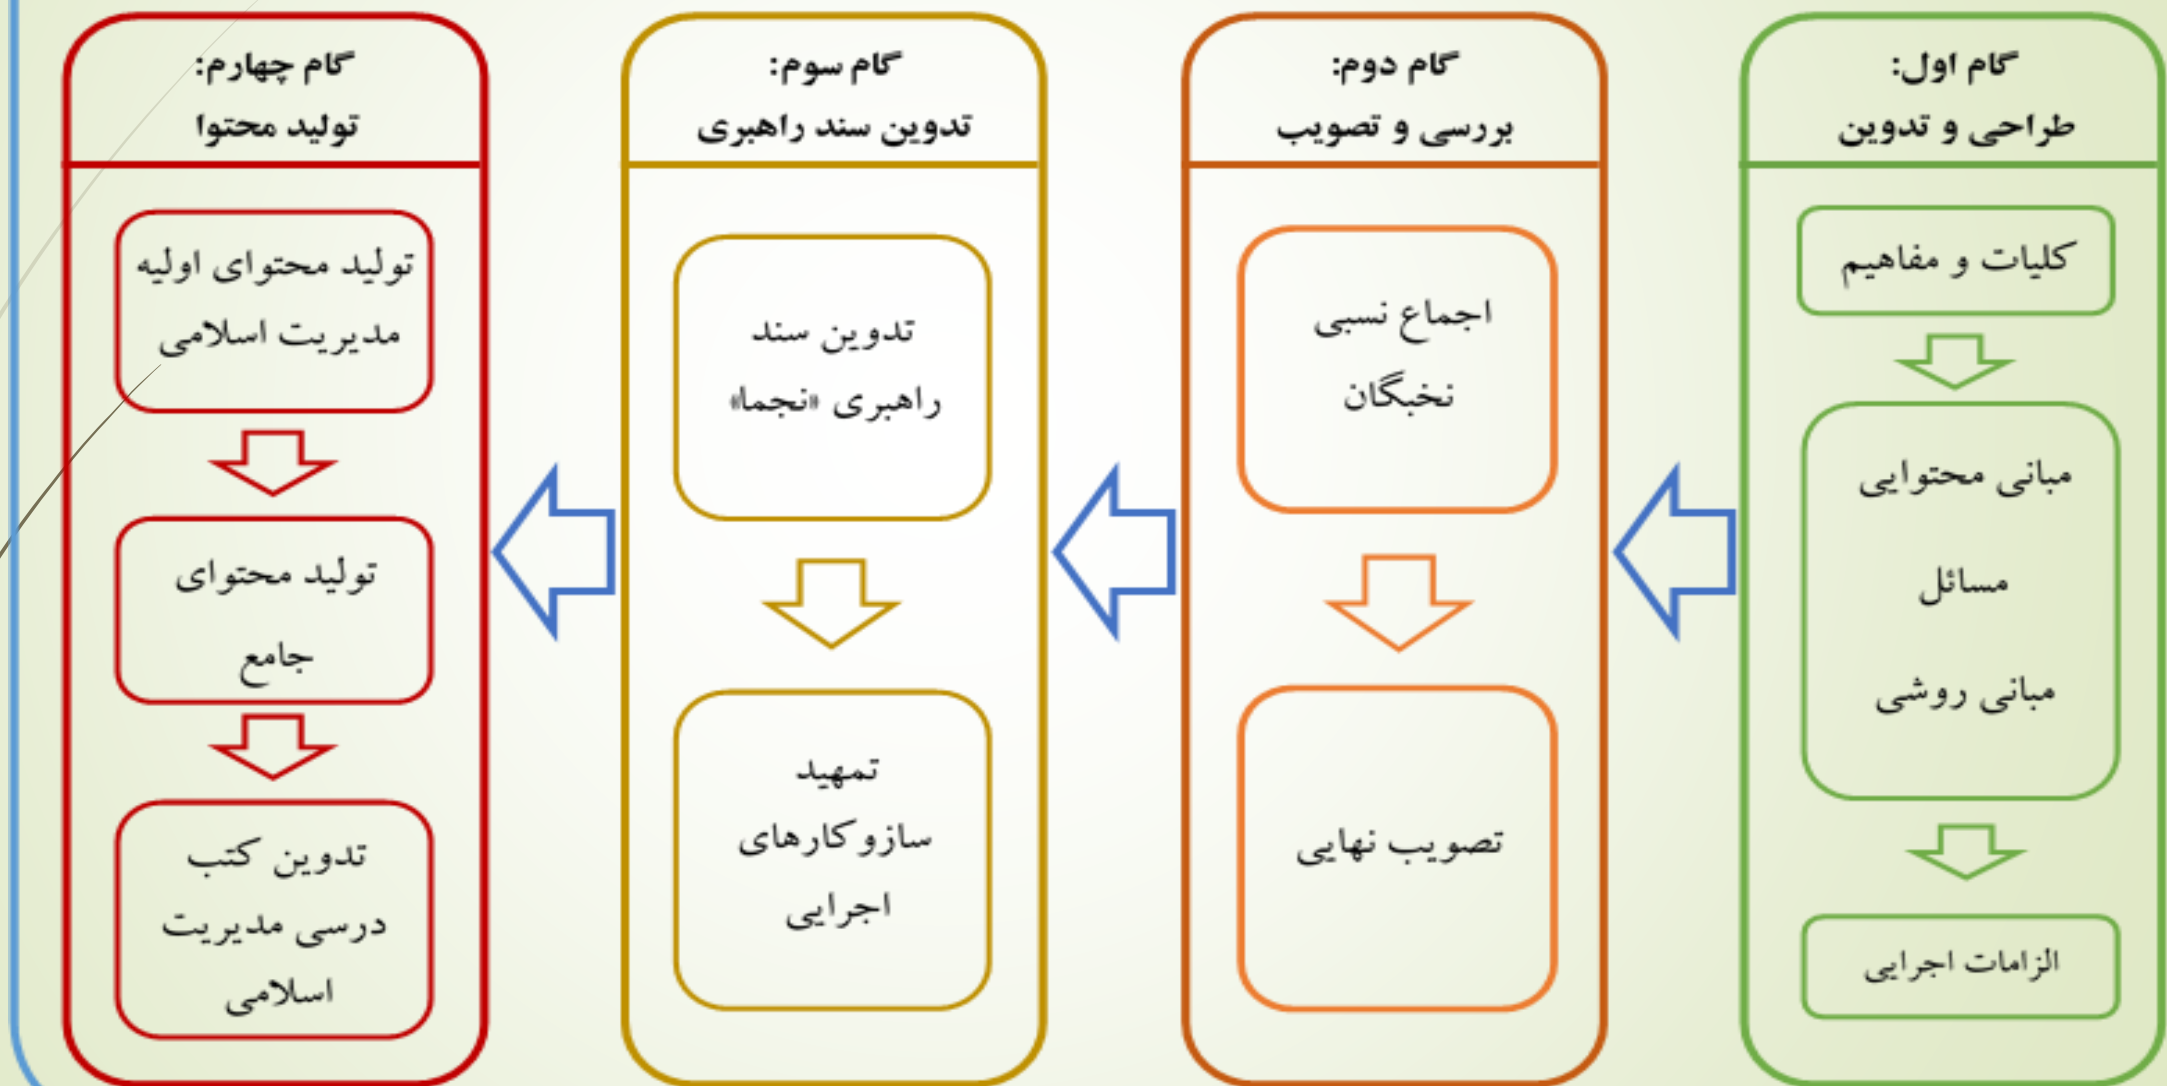 گام اول:
طراحی و تدوین
کلیات و مفاهیم
مبانی محتوایی
مسائل
مبانی روشی
الزامات اجرایی
گام دوم:
بررسی و تصویب
اجماع نسبی
نخبگان
تصویب نهایی
گام سوم:
تدوین سند راهبری
تدوین سند
راهبری «نجما»
تمهید
سازوکارهای
اجرایی
گام چهارم:
تولید محتوا
تولید محتوای اولیه
مدیریت اسلامی
تولید محتوای
جامع
تدوین کتب
درسی مدیریت
اسلامی